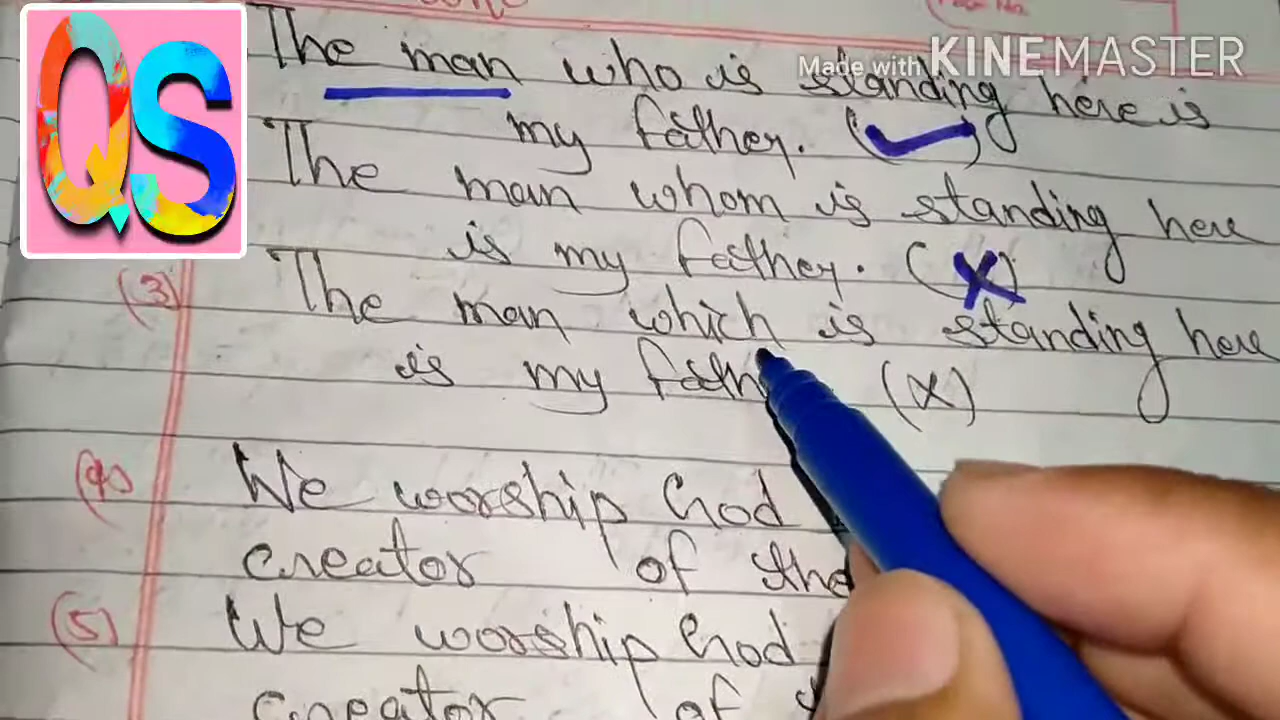 QS
Made with KINEMASTER
The man who is standing here is
my father. (✓)
The man whom is standing here
is my father. (x)
(3) The man which is standing here
is my fath (x)
(4) We worship God
creator of the
(5) We worship God
creator of